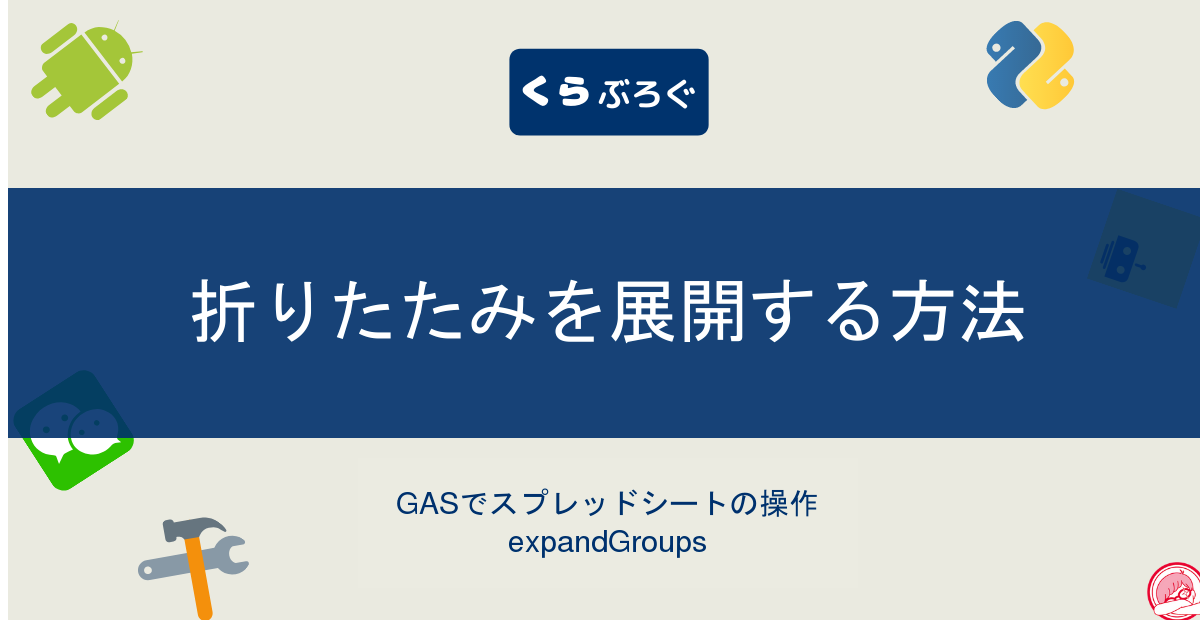 くらぶろぐ
折りたたみを展開する方法
GASでスプレッドシートの操作
expandGroups